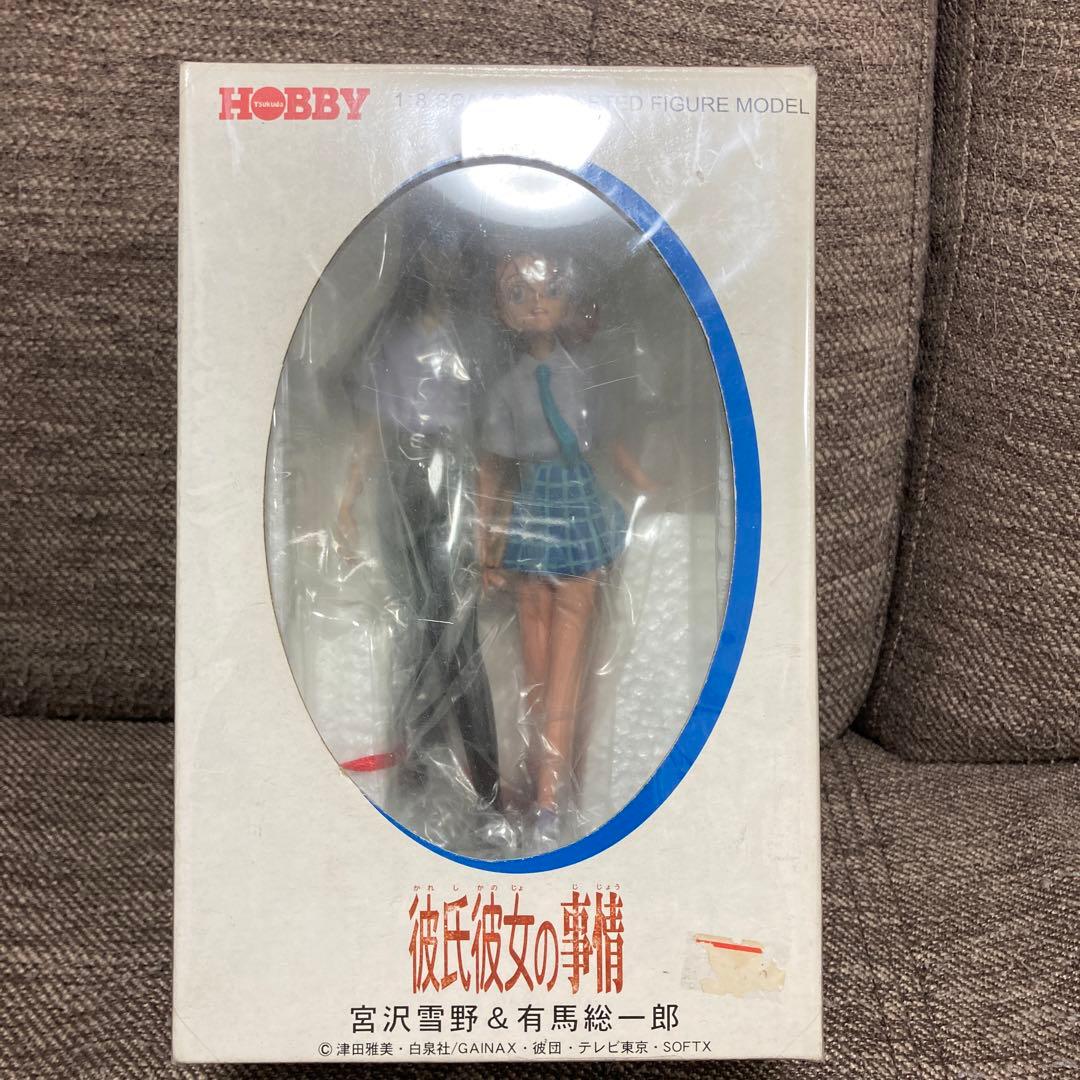 HOBBY
Tsukuda
1:8 FIGURE MODEL
かれ し かの じょ じ じょう
彼氏彼女の事情
宮沢雪野&有馬総一郎
© 津田雅美・白泉社/GAINAX・彼団・テレビ東京・SOFTX